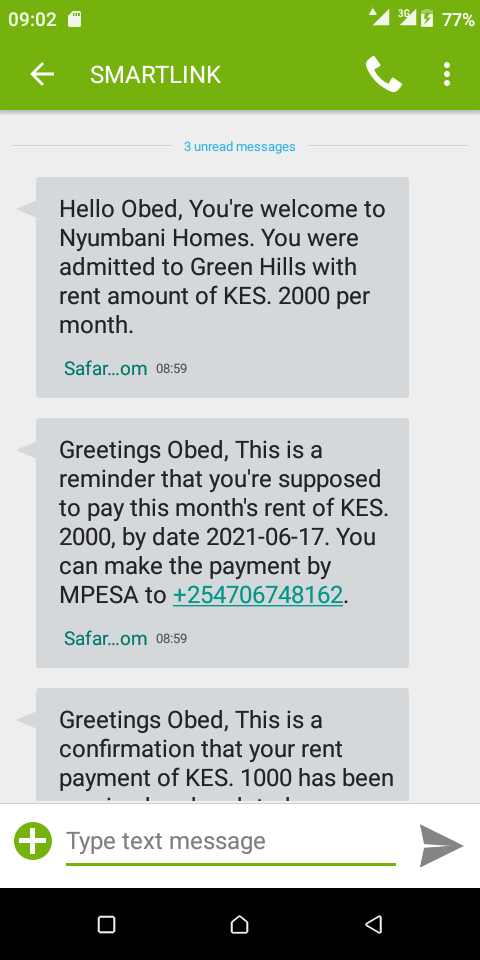 09:02
3G
77%
SMARTLINK
3 unread messages
Hello Obed, You're welcome to
Nyumbani Homes. You were
admitted to Green Hills with
rent amount of KES. 2000 per
month.
Safar...om 08:59
Greetings Obed, This is a
reminder that you're supposed
to pay this month's rent of KES.
2000, by date 2021-06-17. You
can make the payment by
MPESA to +254706748162.
Safar...om 08:59
Greetings Obed, This is a
confirmation that your rent
payment of KES. 1000 has been
Type text message